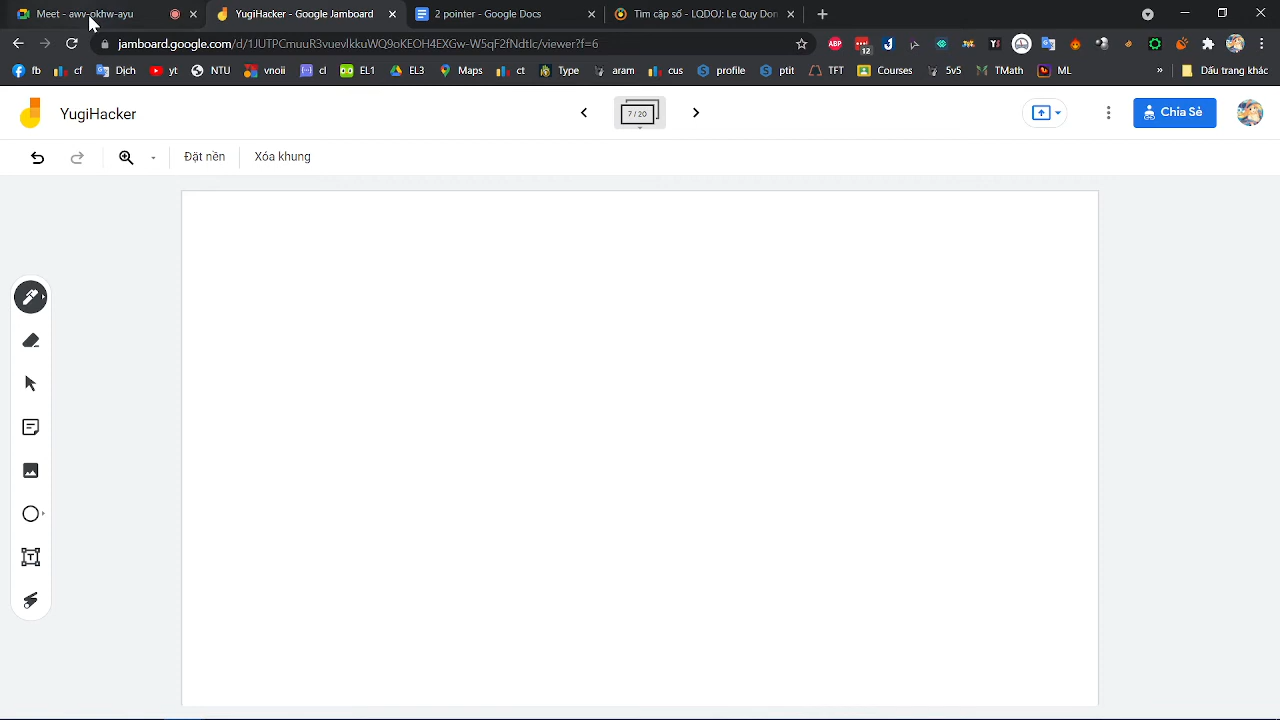 Meet - awv-qkhw-ayu
YugiHacker - Google Jamboard
2 pointer - Google Docs
Tìm cặp số - LQDOJ: Le Quy Don
jamboard.google.com/d/1JUTPCmuuR3vuevlkkuWQ9oKEOH4EXGw-W5qF2fNdtlc/viewer?f=6
ABP
12
fb
cf
Dịch
yt
NTU
vnoii
cl
EL1
EL3
Maps
ct
Type
aram
cus
profile
ptit
TFT
Courses
5v5
TMath
ML
»
Dấu trang khác
YugiHacker
7 / 20
Chia Sẻ
Đặt nền
Xóa khung